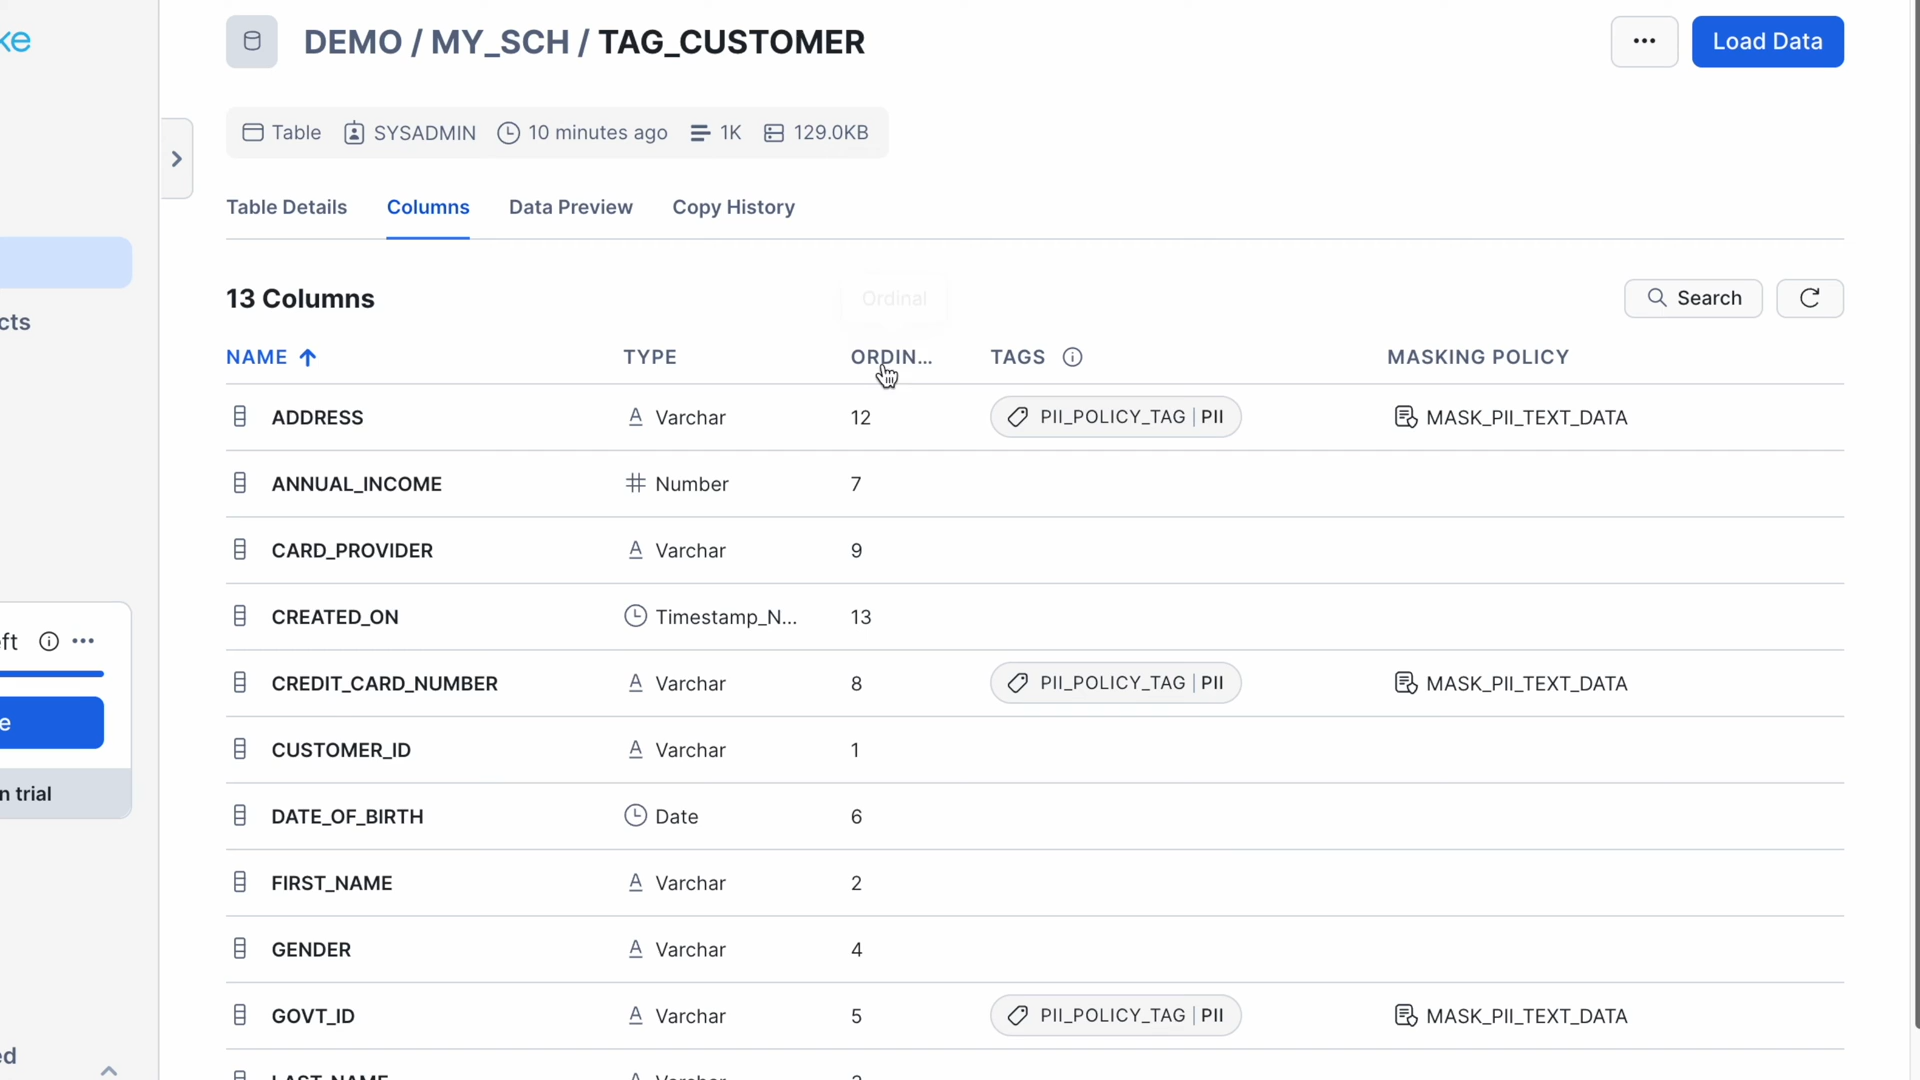 ke
DEMO / MY_SCH / TAG_CUSTOMER
... Load Data
Table SYSADMIN 10 minutes ago 1K 129.0KB
Table Details Columns Data Preview Copy History
13 Columns Ordinal Search
cts
NAME TYPE ORDIN... TAGS MASKING POLICY
ADDRESS Varchar 12 PII_POLICY_TAG | PII MASK_PII_TEXT_DATA
ANNUAL_INCOME Number 7
CARD_PROVIDER Varchar 9
CREATED_ON Timestamp_N... 13
ft ...
CREDIT_CARD_NUMBER Varchar 8 PII_POLICY_TAG | PII MASK_PII_TEXT_DATA
e
CUSTOMER_ID Varchar 1
n trial
DATE_OF_BIRTH Date 6
FIRST_NAME Varchar 2
GENDER Varchar 4
GOVT_ID Varchar 5 PII_POLICY_TAG | PII MASK_PII_TEXT_DATA
ed
LAST_NAME Varchar